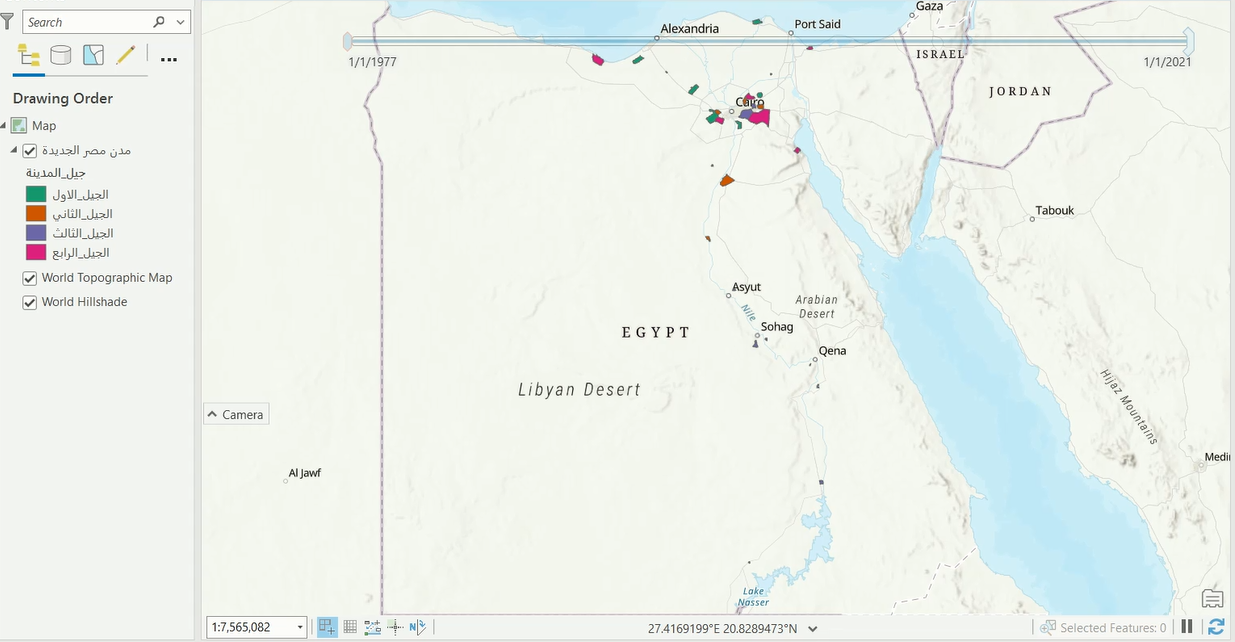 Search
Drawing Order
Map
مدن مصر الجديدة
جيل_المدينة
الجيل_الاول
الجيل_الثاني
الجيل_الثالث
الجيل_الرابع
World Topographic Map
World Hillshade
Gaza
Port Said
Alexandria
1/1/1977
1/1/2021
ISRAEL
JORDAN
Cairo
Tabouk
Asyut
Nile
Arabian
Desert
Sohag
EGYPT
Qena
Libyan Desert
Hijaz Mountains
Camera
Medin
Al Jawf
Lake
Nasser
1:7,565,082
27.4169199°E 20.8289473°N
Selected Features: 0